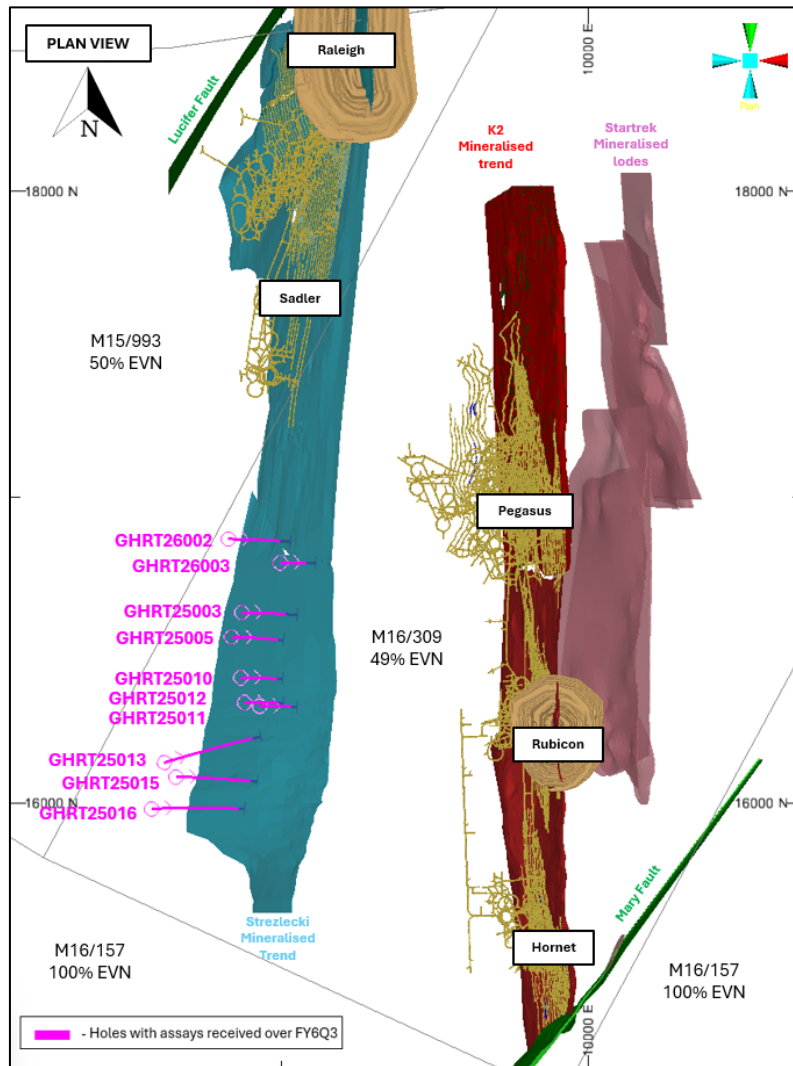 PLAN VIEW
N
Raleigh
Lucifer Fault
10000 E
Plan
K2
Mineralised
trend
Startrek
Mineralised
lodes
18000 N
18000 N
Sadler
M15/993
50% EVN
Pegasus
GHRT26002
GHRT26003
GHRT25003
GHRT25005
GHRT25010
GHRT25012
GHRT25011
GHRT25013
GHRT25015
GHRT25016
M16/309
49% EVN
Rubicon
16000 N
16000 N
Mary Fault
Strezlecki
Mineralised
Trend
Hornet
M16/157
100% EVN
M16/157
100% EVN
- Holes with assays received over FY6Q3
10000 E